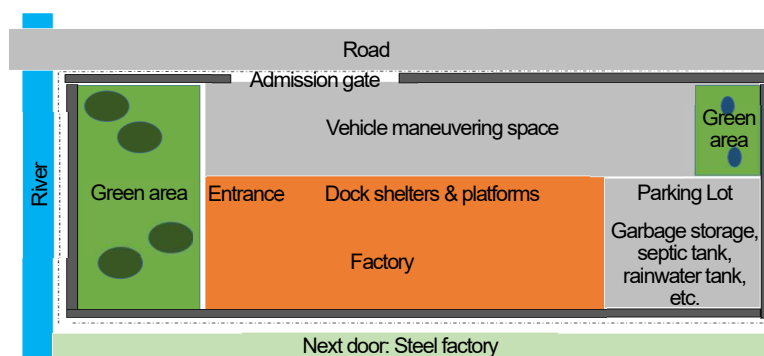 Road
Admission gate
Vehicle maneuvering space
Green
area
River
Green area
Entrance
Dock shelters & platforms
Parking Lot
Garbage storage,
septic tank,
rainwater tank,
etc.
Factory
Next door: Steel factory